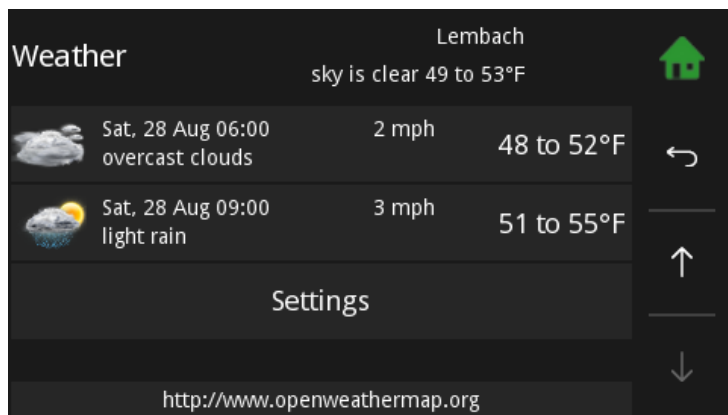 Weather
Lembach
sky is clear 49 to 53°F
Sat, 28 Aug 06:00
overcast clouds
2 mph
48 to 52°F
Sat, 28 Aug 09:00
light rain
3 mph
51 to 55°F
Settings
http://www.openweathermap.org